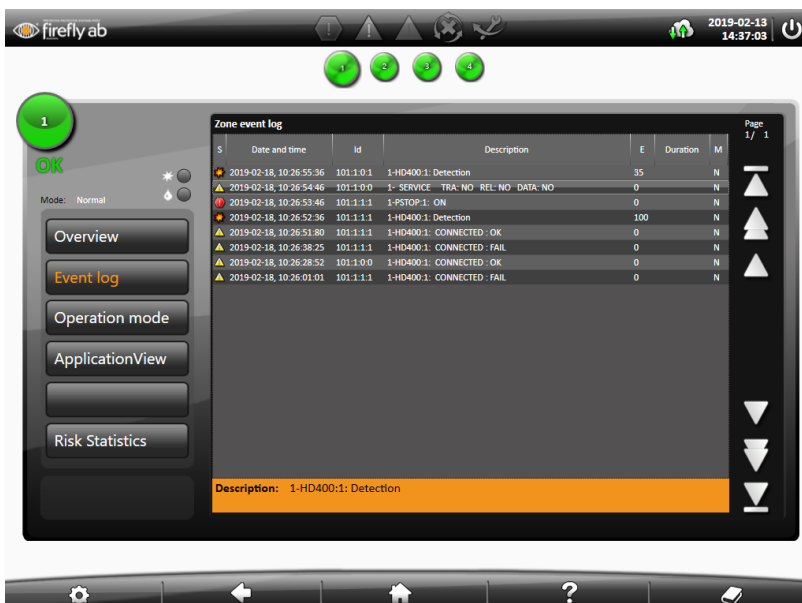 firefly ab
2019-02-13
14:37:03
1 2 3 4
1
OK
Mode: Normal
Overview
Event log
Operation mode
ApplicationView
Risk Statistics
Zone event log
Page
1/ 1
S Date and time Id Description E Duration M
2019-02-18, 10:26:55:36 101:1:0:1 1-HD400:1: Detection 35 N
2019-02-18, 10:26:54:46 101:1:0:0 1- SERVICE TRA: NO REL: NO DATA: NO 0 N
2019-02-18, 10:26:53:46 101:1:1:1 1-PSTOP:1: ON 0 N
2019-02-18, 10:26:52:36 101:1:1:1 1-HD400:1: Detection 100 N
2019-02-18, 10:26:51:80 101:1:0:0 1-HD400:1: CONNECTED : OK 0 N
2019-02-18, 10:26:38:25 101:1:1:1 1-HD400:1: CONNECTED : FAIL 0 N
2019-02-18, 10:26:28:52 101:1:0:0 1-HD400:1: CONNECTED : OK 0 N
2019-02-18, 10:26:01:01 101:1:1:1 1-HD400:1: CONNECTED : FAIL 0 N
Description: 1-HD400:1: Detection
?